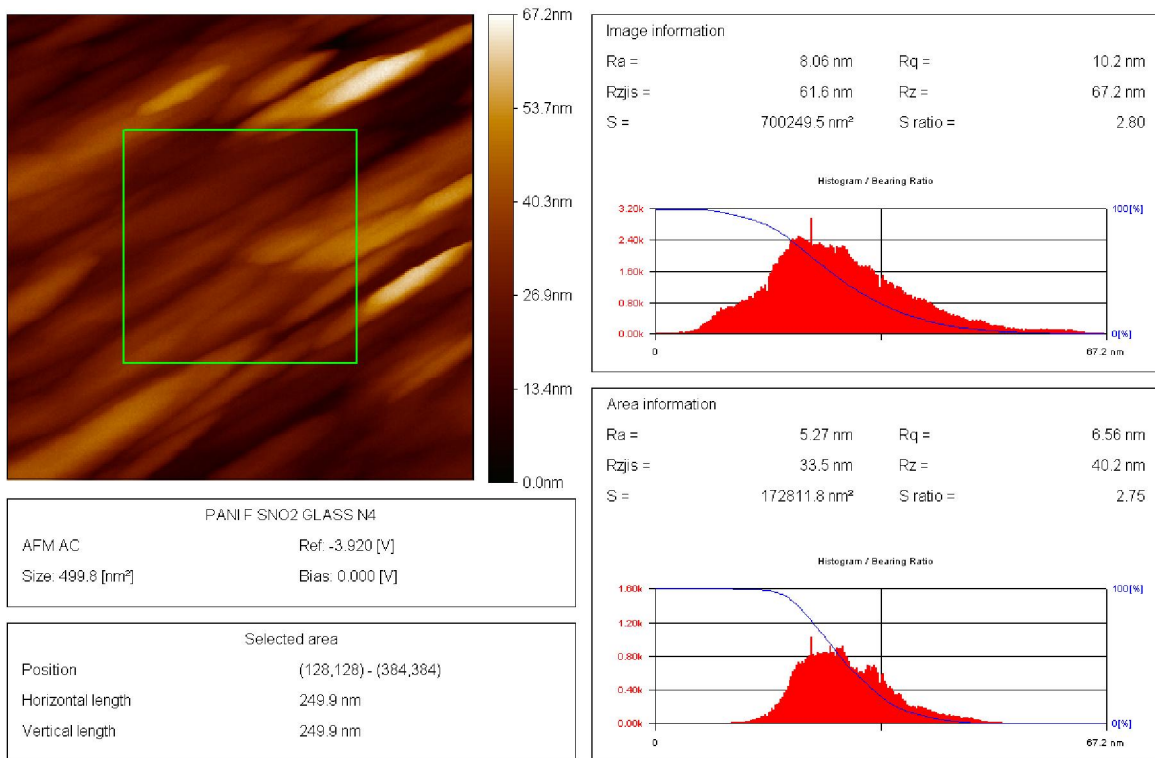 67.2nm
53.7nm
40.3nm
26.9nm
13.4nm
0.0nm
PANI F SNO2 GLASS N4
AFM AC Ref: -3.920 [V]
Size: 499.8 [nm²] Bias: 0.000 [V]
Selected area
Position (128,128) - (384,384)
Horizontal length 249.9 nm
Vertical length 249.9 nm
Image information
Ra = 8.06 nm Rq = 10.2 nm
Rzjis = 61.6 nm Rz = 67.2 nm
S = 700249.5 nm² S ratio = 2.80
Histogram / Bearing Ratio
3.20k 100[%]
2.40k
1.60k
0.80k
0.00k 0[%]
0 67.2 nm
Area information
Ra = 5.27 nm Rq = 6.56 nm
Rzjis = 33.5 nm Rz = 40.2 nm
S = 172811.8 nm² S ratio = 2.75
Histogram / Bearing Ratio
1.60k 100[%]
1.20k
0.80k
0.40k
0.00k 0[%]
0 67.2 nm